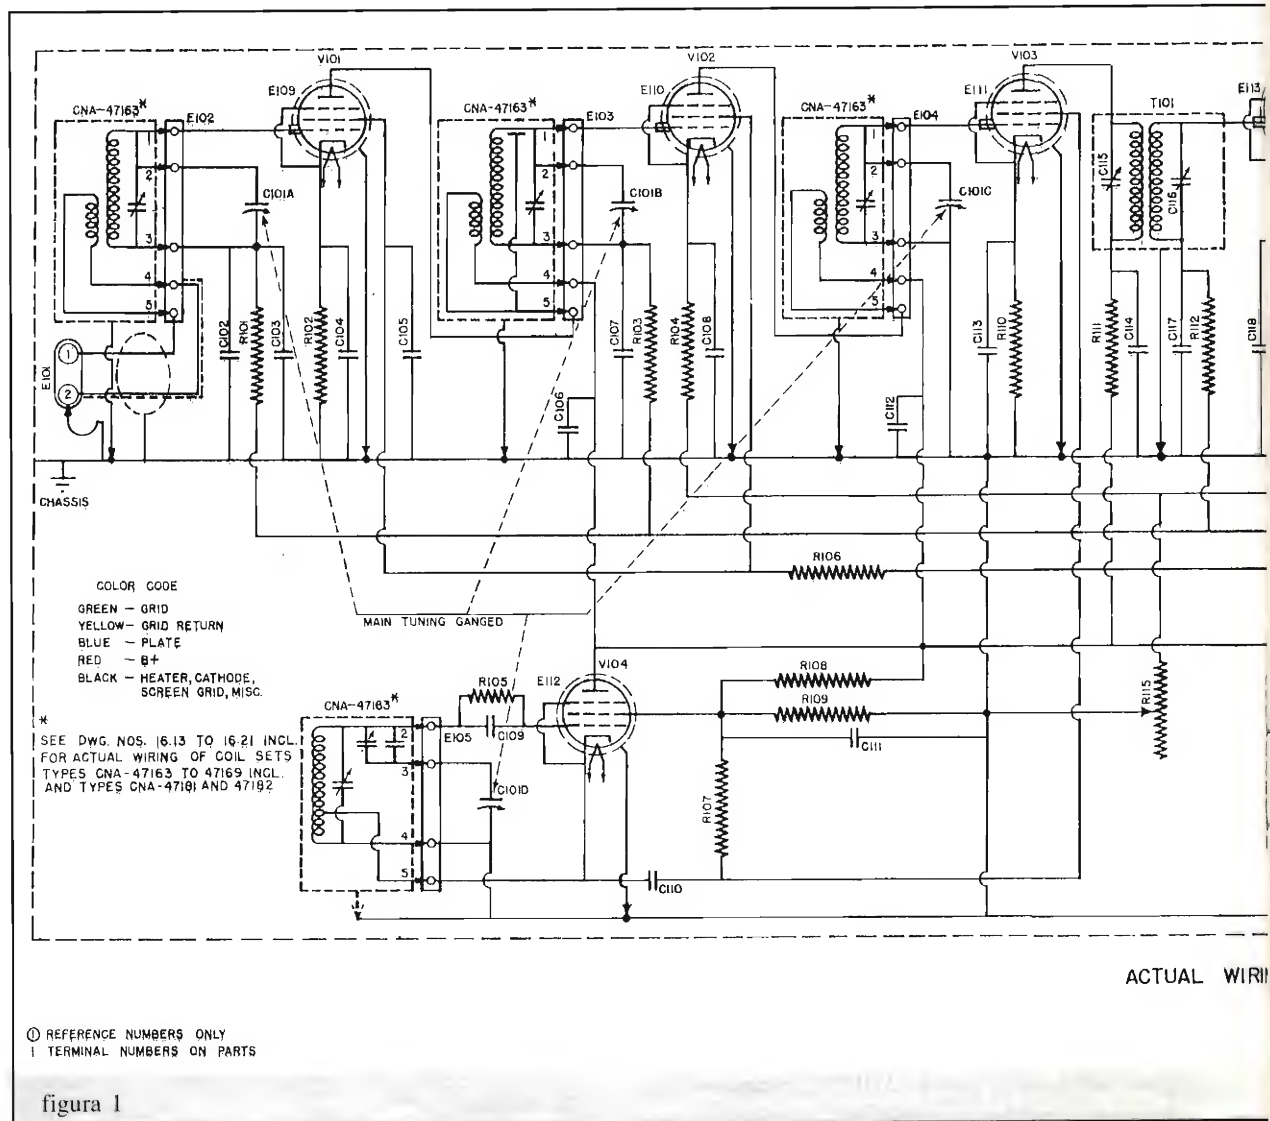 V101
V102
V103
E109
E110
E111
E113
CNA-47163*
E102
CNA-47163*
E103
CNA-47163*
E104
T101
1
2
3
4
5
1
2
3
4
5
1
2
3
4
5
C101A
C101B
C101C
C115
C116
E101
1
2
C102
R101
C103
R102
C104
C105
C106
C107
R103
R104
C108
C112
C113
R110
R111
C114
C117
R112
C118
CHASSIS
R106
COLOR CODE
GREEN — GRID
YELLOW — GRID RETURN
BLUE — PLATE
RED — B+
BLACK — HEATER, CATHODE,
SCREEN GRID, MISC.
MAIN TUNING GANGED
*
SEE DWG. NOS. 16.13 TO 16.21 INCL.
FOR ACTUAL WIRING OF COIL SETS
TYPES CNA-47163 TO 47169 INCL.
AND TYPES CNA-47181 AND 47182
CNA-47163*
2
3
4
5
E105
R105
C109
E112
V104
C101D
R108
R109
C111
R107
C110
R115
ACTUAL WIRI
① REFERENCE NUMBERS ONLY
1 TERMINAL NUMBERS ON PARTS
figura 1